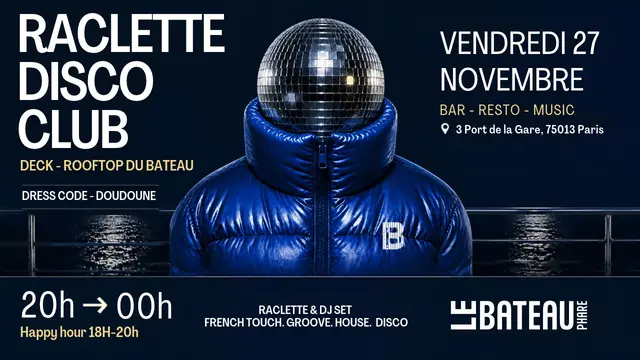 RACLETTE
DISCO
CLUB
DECK - ROOFTOP DU BATEAU
DRESS CODE - DOUDOUNE
VENDREDI 27
NOVEMBRE
BAR - RESTO - MUSIC
3 Port de la Gare, 75013 Paris
B
20h → 00h
Happy hour 18H-20h
RACLETTE & DJ SET
FRENCH TOUCH. GROOVE. HOUSE. DISCO
LE BATEAU PHARE